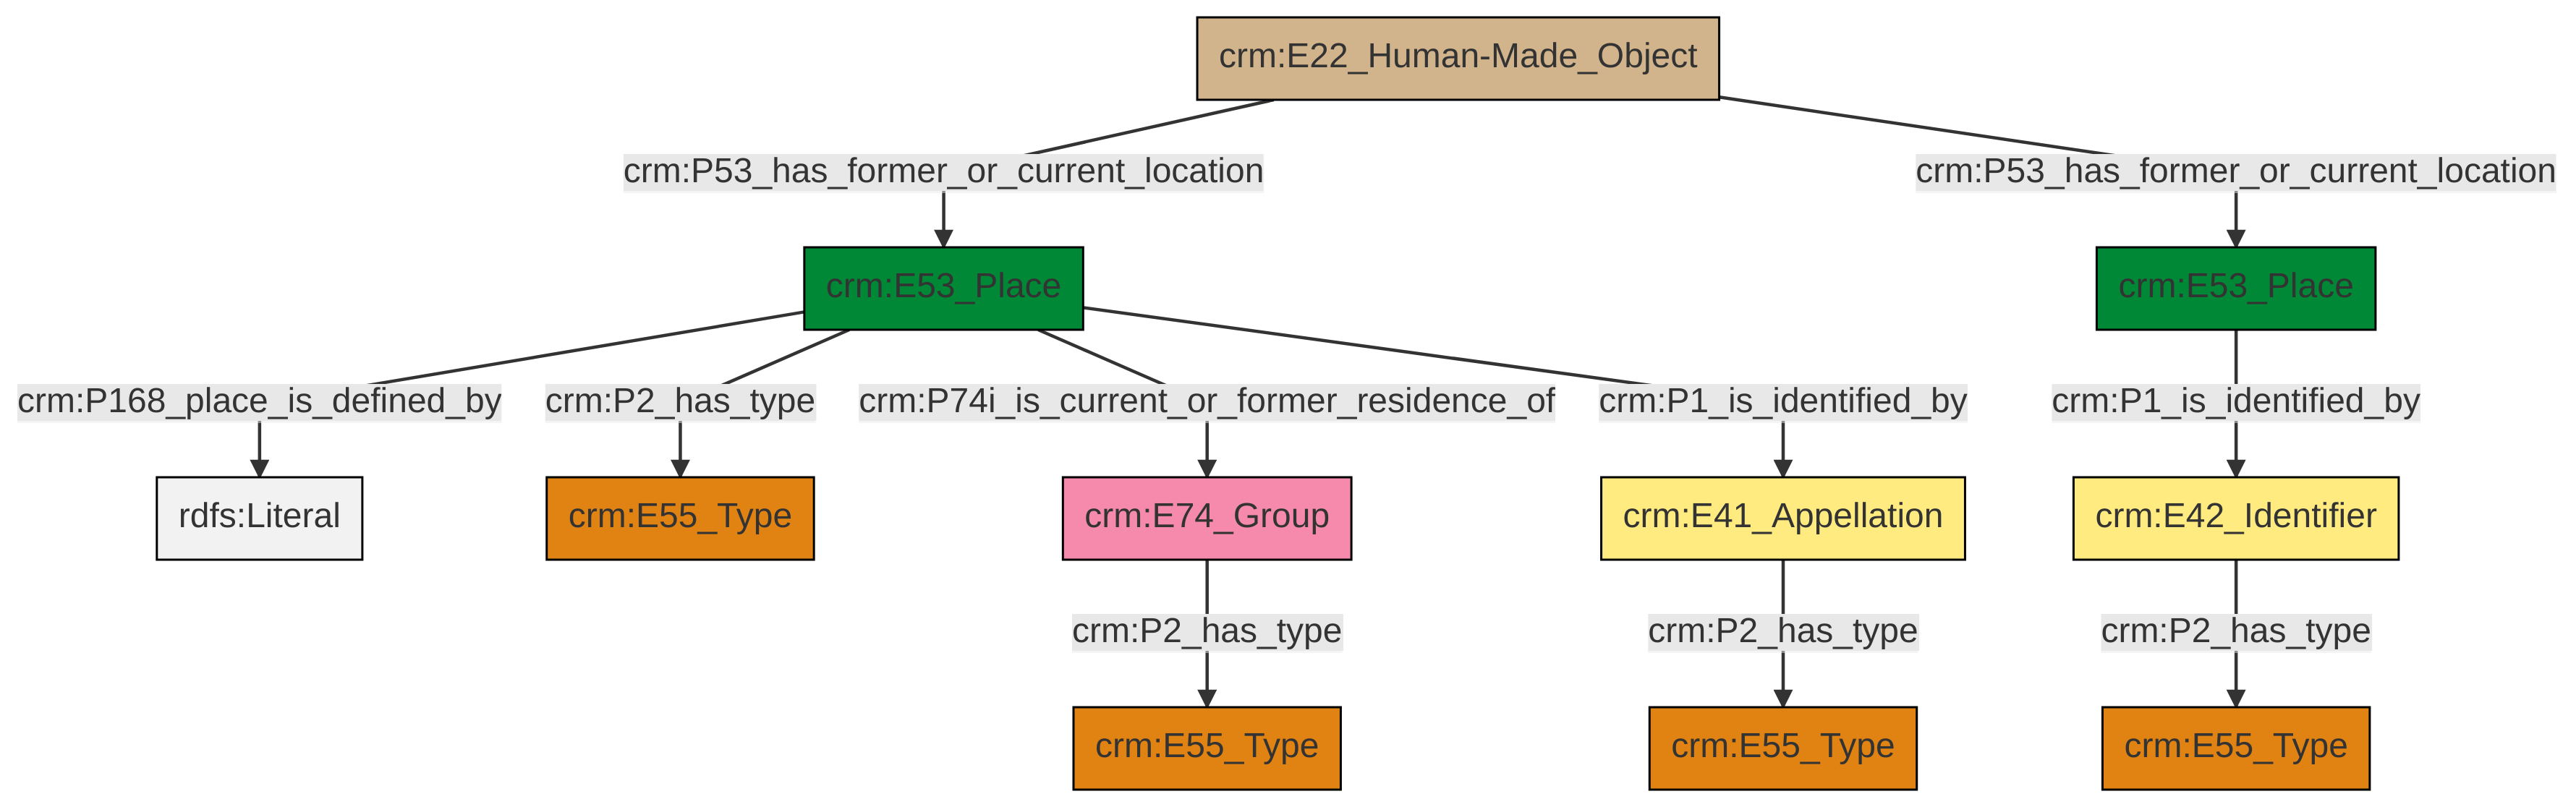 crm:E22_Human-Made_Object
crm:P53_has_former_or_current_location
crm:P53_has_former_or_current_location
crm:E53_Place
crm:E53_Place
crm:P168_place_is_defined_by
crm:P2_has_type
crm:P74i_is_current_or_former_residence_of
crm:P1_is_identified_by
crm:P1_is_identified_by
rdfs:Literal
crm:E55_Type
crm:E74_Group
crm:E41_Appellation
crm:E42_Identifier
crm:P2_has_type
crm:P2_has_type
crm:P2_has_type
crm:E55_Type
crm:E55_Type
crm:E55_Type